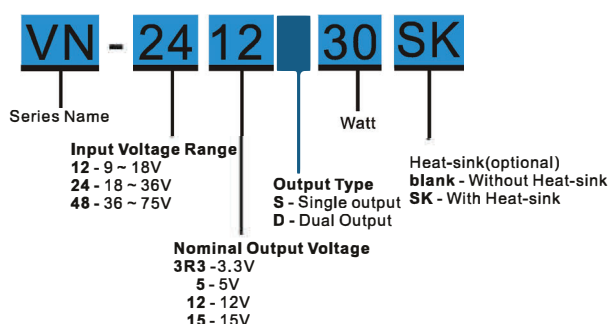 VN - 24 12 30 SK
Series Name
Watt
Input Voltage Range
12 - 9 ~ 18V
24 - 18 ~ 36V
48 - 36 ~ 75V
Output Type
S - Single output
D - Dual Output
Heat-sink(optional)
blank - Without Heat-sink
SK - With Heat-sink
Nominal Output Voltage
3R3 -3.3V
5 - 5V
12 - 12V
15 - 15V